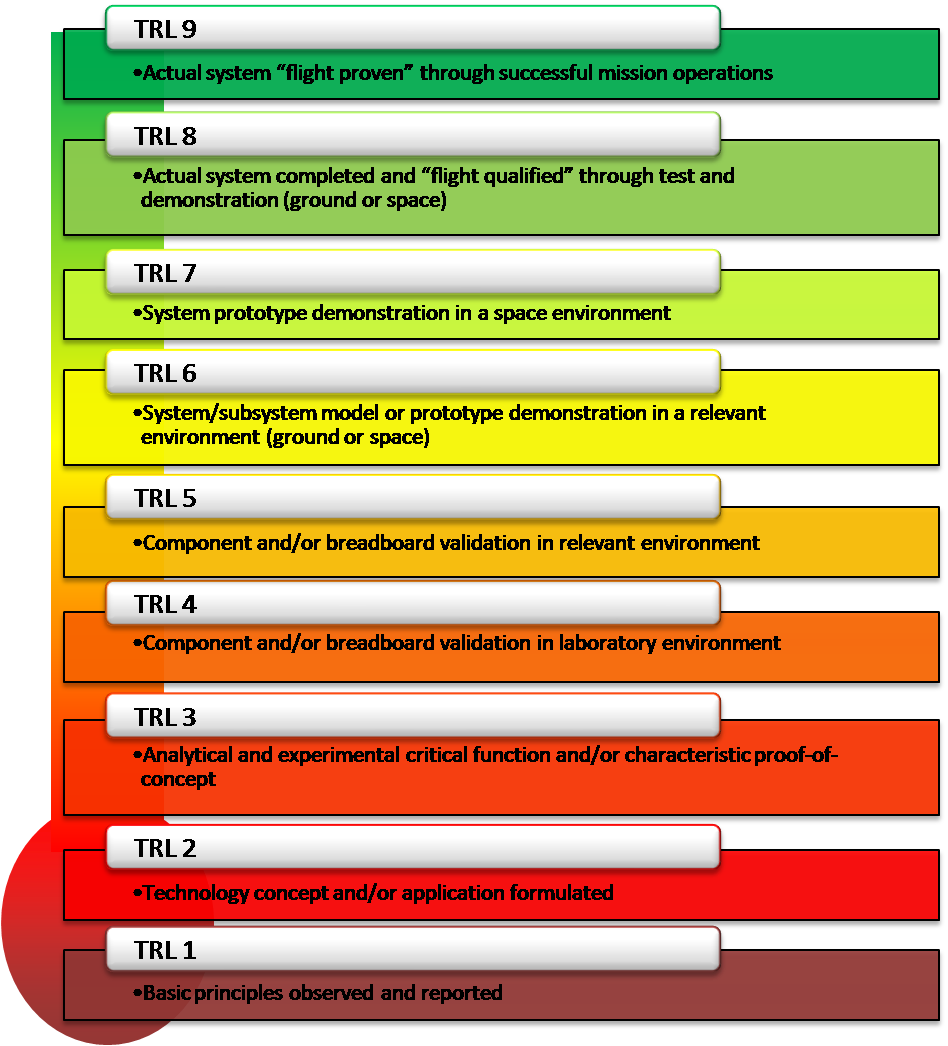 TRL 9
•Actual system “flight proven” through successful mission operations
TRL 8
•Actual system completed and “flight qualified” through test and
demonstration (ground or space)
TRL 7
•System prototype demonstration in a space environment
TRL 6
•System/subsystem model or prototype demonstration in a relevant
environment (ground or space)
TRL 5
•Component and/or breadboard validation in relevant environment
TRL 4
•Component and/or breadboard validation in laboratory environment
TRL 3
•Analytical and experimental critical function and/or characteristic proof-of-
concept
TRL 2
•Technology concept and/or application formulated
TRL 1
•Basic principles observed and reported